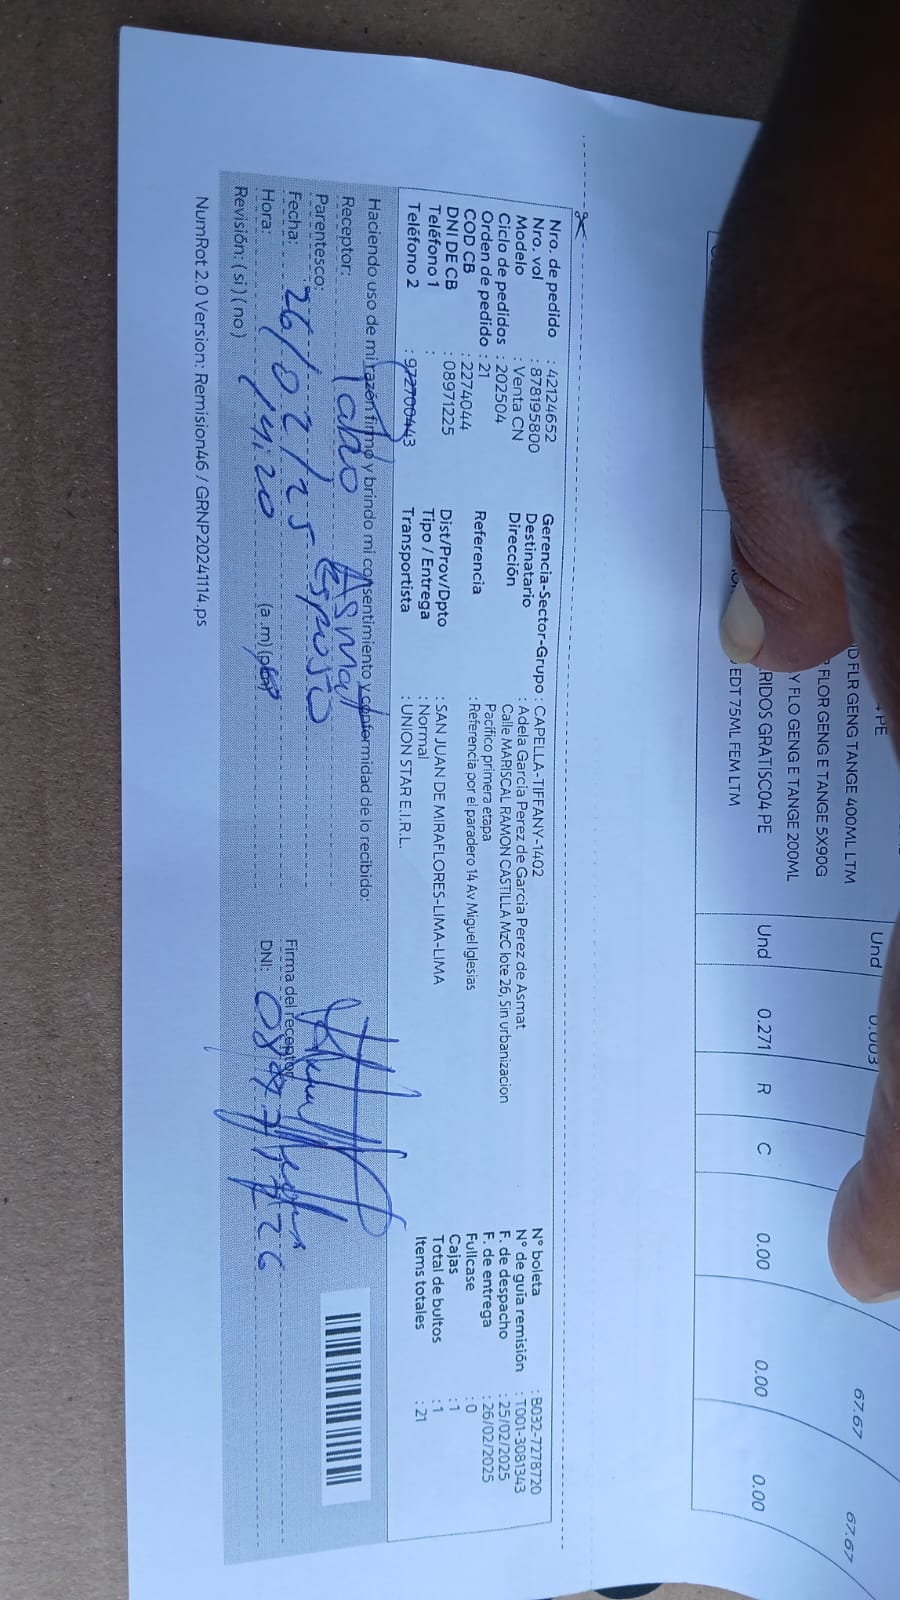 PE
D FLR GENG TANGE 400ML LTM Und 0.003
FLOR GENG E TANGE 5X90G 67.67 67.67
Y FLO GENG E TANGE 200ML
RIDOS GRATISC04 PE Und 0.271 R C 0.00 0.00 0.00
EDT 75ML FEM LTM
Nro. de pedido : 42124652 Gerencia-Sector-Grupo : CAPELLA-TIFFANY-1402 N° boleta : B032-7278720
Nro. vol : 878195800 Destinatario : Adela Garcia Perez de Garcia Perez de Asmat N° de guía remisión : T001-3081343
Modelo : Venta CN Dirección : Calle MARISCAL RAMON CASTILLA MzC lote 26, Sin urbanizacion F. de despacho : 25/02/2025
Ciclo de pedidos : 202504 Pacifico primera etapa F. de entrega : 26/02/2025
Orden de pedido : 21 Referencia : Referencia por el paradero 14 Av Miguel Iglesias Fullcase : 0
COD CB : 2274044 Cajas : 1
DNI DE CB : 08971225 Dist/Prov/Dpto : SAN JUAN DE MIRAFLORES-LIMA-LIMA Total de bultos : 1
Teléfono 1 : Tipo / Entrega : Normal Items totales : 21
Teléfono 2 : 972700443 Transportista : UNION STAR E.I.R.L.
Haciendo uso de mi razón firmo y brindo mi consentimiento y conformidad de lo recibido:
Receptor: Pablo Asmat
Parentesco: Esposo
Fecha: 26/02/25 Firma del receptor
Hora: 14:20 (a.m) DNI:
Revisión: ( si ) ( no )
NumRot 2.0 Version: Remision46 / GRNP20241114.ps